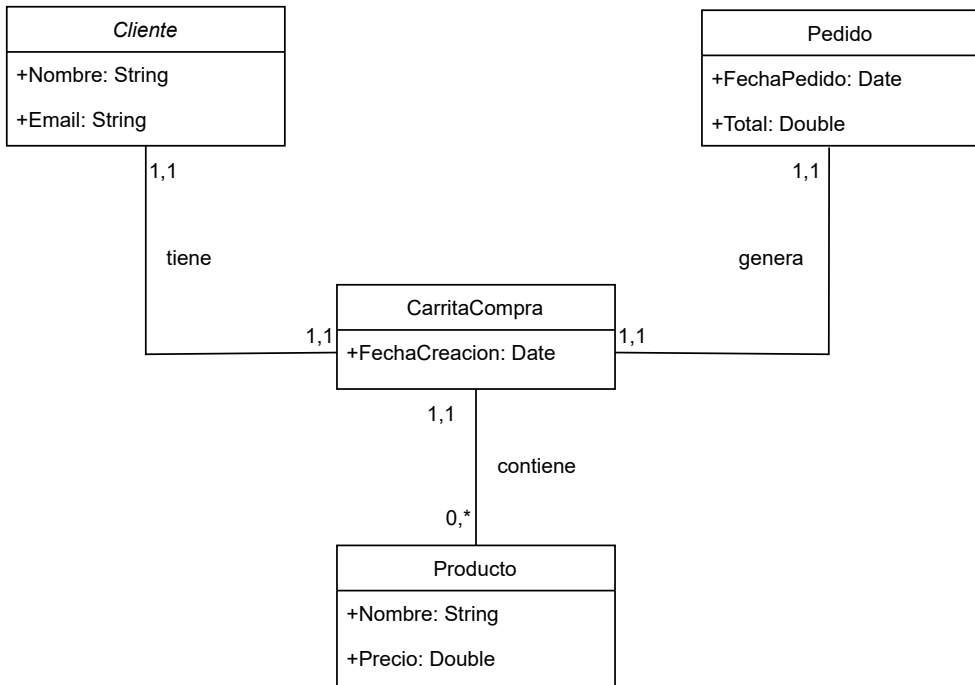 Cliente
+Nombre: String
+Email: String
Pedido
+FechaPedido: Date
+Total: Double
1,1
1,1
tiene
genera
CarritaCompra
+FechaCreacion: Date
1,1
1,1
1,1
contiene
0,*
Producto
+Nombre: String
+Precio: Double